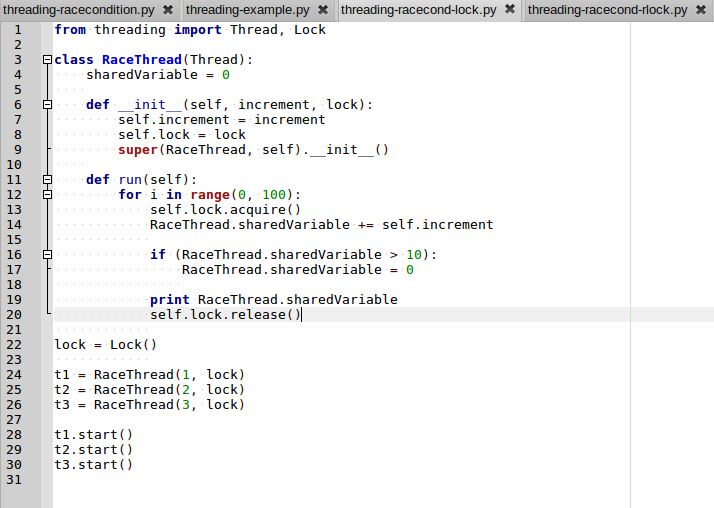 threading-racecondition.py threading-example.py threading-racecond-lock.py threading-racecond-rlock.py
1 from threading import Thread, Lock
2
3 class RaceThread(Thread):
4     sharedVariable = 0
5
6     def __init__(self, increment, lock):
7         self.increment = increment
8         self.lock = lock
9         super(RaceThread, self).__init__()
10
11     def run(self):
12         for i in range(0, 100):
13             self.lock.acquire()
14             RaceThread.sharedVariable += self.increment
15
16             if (RaceThread.sharedVariable > 10):
17                 RaceThread.sharedVariable = 0
18
19             print RaceThread.sharedVariable
20             self.lock.release()
21
22 lock = Lock()
23
24 t1 = RaceThread(1, lock)
25 t2 = RaceThread(2, lock)
26 t3 = RaceThread(3, lock)
27
28 t1.start()
29 t2.start()
30 t3.start()
31